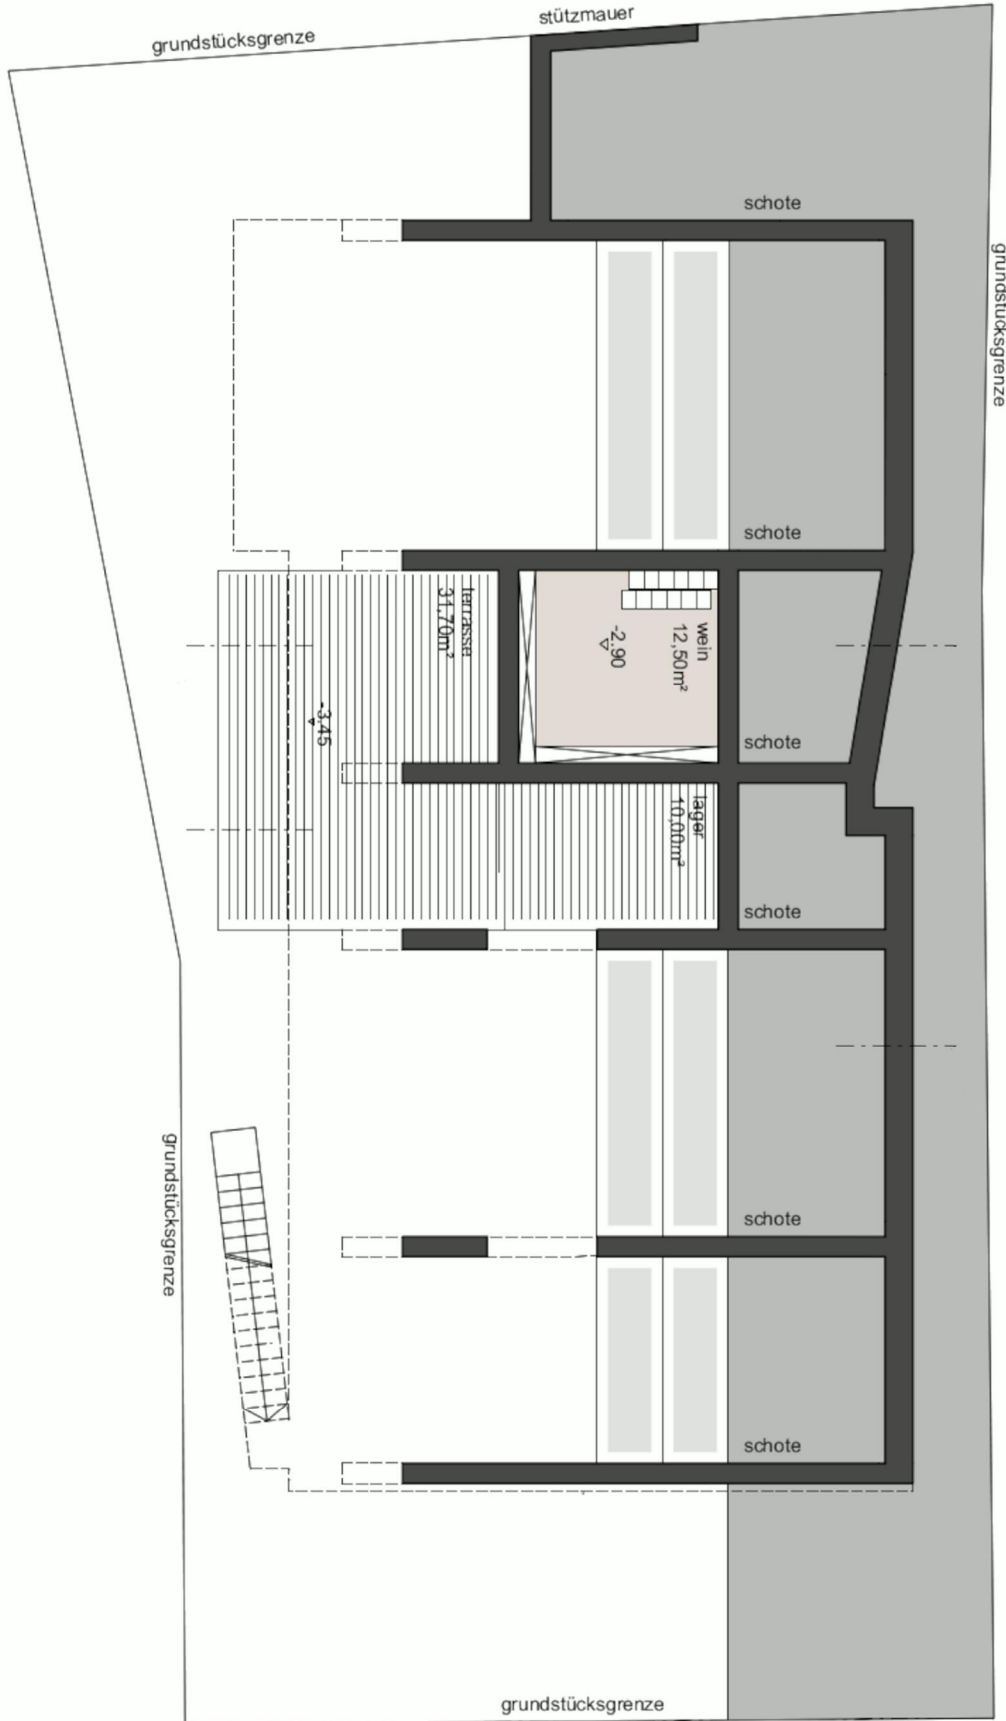 stützmauer
grundstücksgrenze
schote
grundstücksgrenze
schote
terrasse
31,70m²
wein
12,50m²
-2.90
-3.45
schote
lager
10,00m²
schote
grundstücksgrenze
schote
schote
grundstücksgrenze